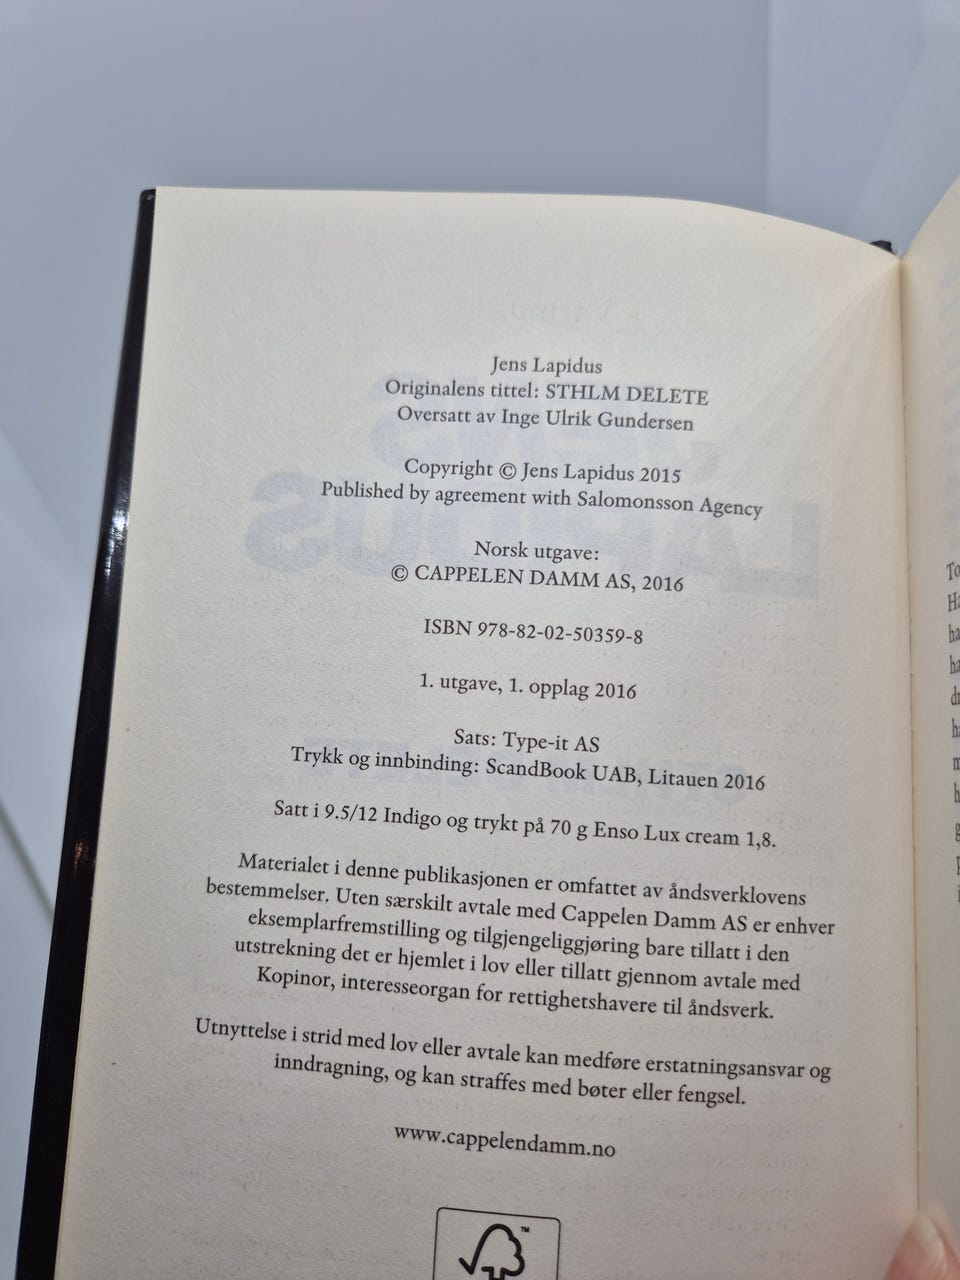 Jens Lapidus
Originalens tittel: STHLM DELETE
Oversatt av Inge Ulrik Gundersen
Copyright © Jens Lapidus 2015
Published by agreement with Salomonsson Agency
Norsk utgave:
© CAPPELEN DAMM AS, 2016
ISBN 978-82-02-50359-8
1. utgave, 1. opplag 2016
Sats: Type-it AS
Trykk og innbinding: ScandBook UAB, Litauen 2016
Satt i 9.5/12 Indigo og trykt på 70 g Enso Lux cream 1,8.
Materialet i denne publikasjonen er omfattet av åndsverklovens
bestemmelser. Uten særskilt avtale med Cappelen Damm AS er enhver
eksemplarfremstilling og tilgjengeliggjøring bare tillatt i den
utstrekning det er hjemlet i lov eller tillatt gjennom avtale med
Kopinor, interesseorgan for rettighetshavere til åndsverk.
Utnyttelse i strid med lov eller avtale kan medføre erstatningsansvar og
inndragning, og kan straffes med bøter eller fengsel.
www.cappelendamm.no
TM